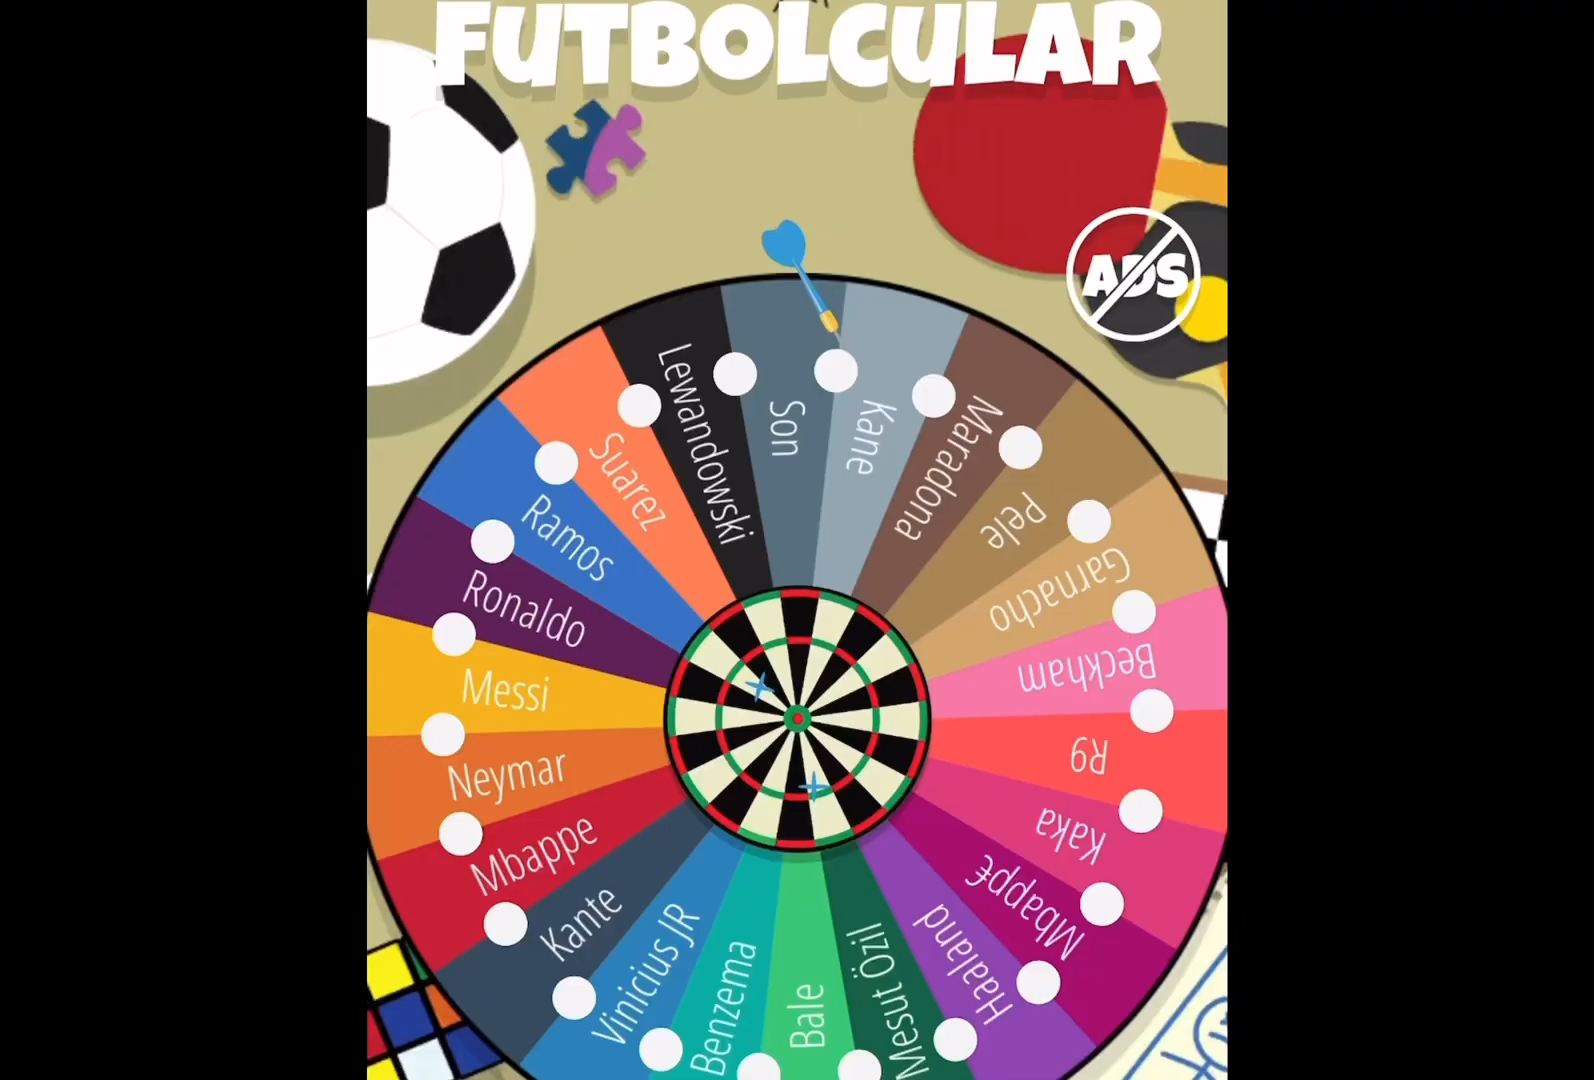 FUTBOLCULAR
ADS
Son
Kane
Maradona
Pele
Garnacho
Beckham
R9
Kaka
Mbapp€
Haaland
Mesut Özil
Bale
Benzema
Vinicius JR
Kante
Mbappe
Neymar
Messi
Ronaldo
Ramos
Suarez
Lewandowski